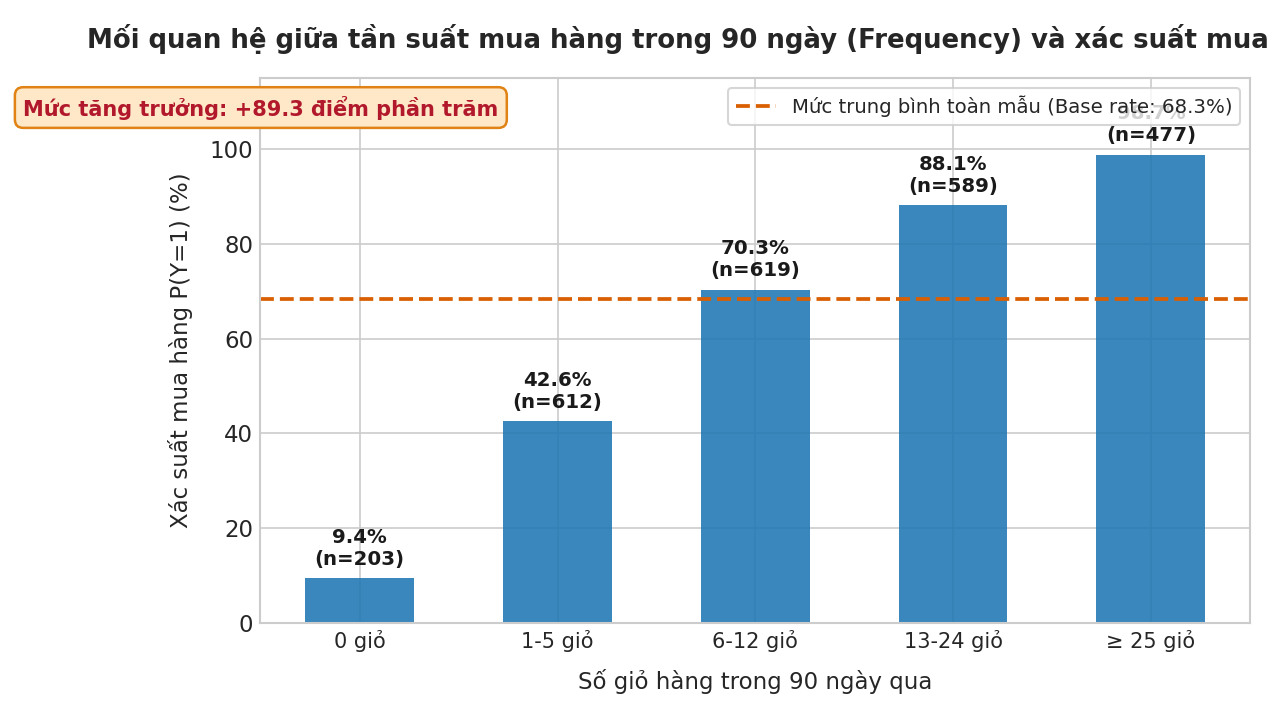 Mối quan hệ giữa tần suất mua hàng trong 90 ngày (Frequency) và xác suất mua
Mức tăng trưởng: +89.3 điểm phần trăm
Mức trung bình toàn mẫu (Base rate: 68.3%)
98.7%
(n=477)
88.1%
(n=589)
70.3%
(n=619)
42.6%
(n=612)
9.4%
(n=203)
Xác suất mua hàng P(Y=1) (%)
100
80
60
40
20
0
0 giỏ
1-5 giỏ
6-12 giỏ
13-24 giỏ
≥ 25 giỏ
Số giỏ hàng trong 90 ngày qua